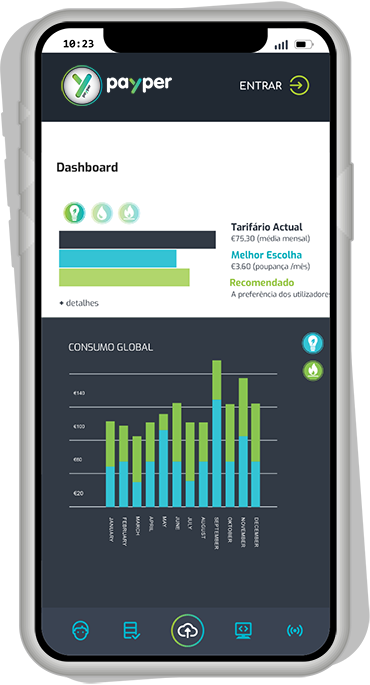 10:23
payper
ENTRAR
Dashboard
Tarifário Actual
€75,30 (média mensal)
Melhor Escolha
€3.60 (poupança /mês)
Recomendado
A preferência dos utilizadores
+ detalhes
CONSUMO GLOBAL
€140
€100
€60
€20
JANUARY
FEBRUARY
MARCH
APRIL
MAY
JUNE
JULY
AUGUST
SEPTEMBER
OKTOBER
NOVEMBER
DECEMBER